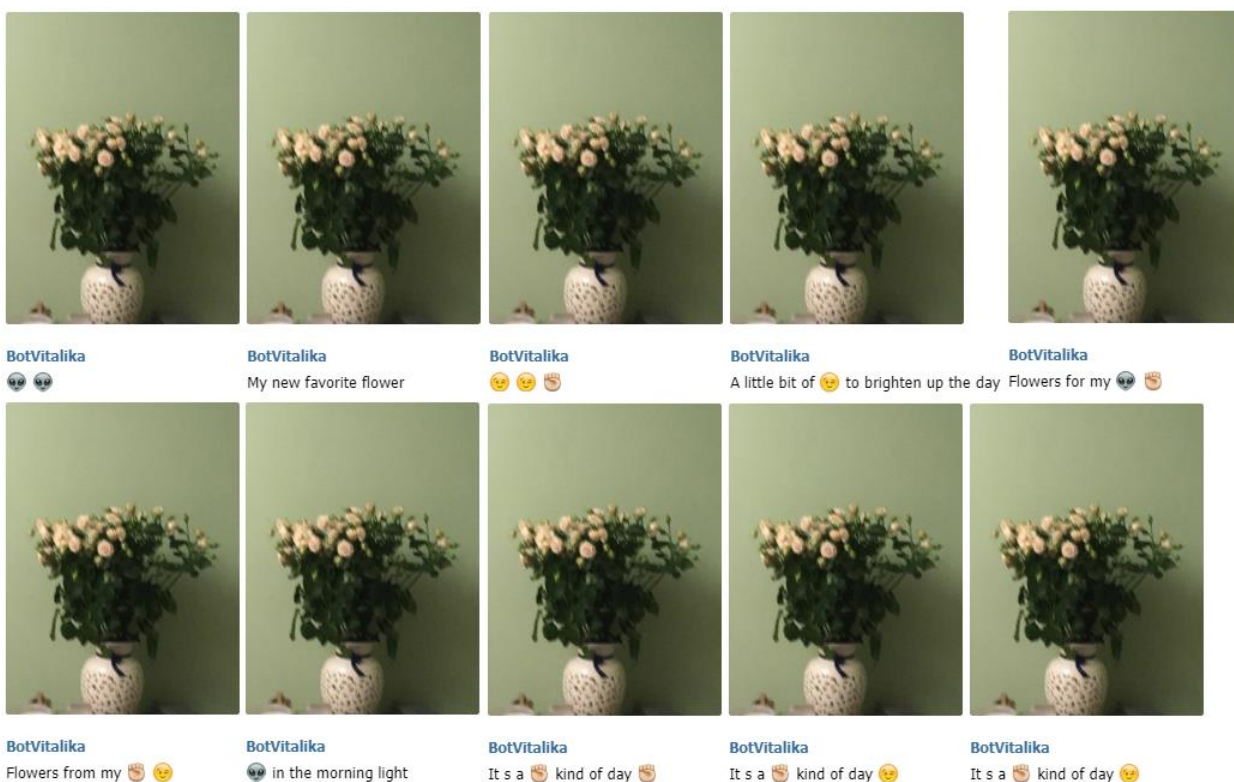 BotVitalika
👽 👽
BotVitalika
My new favorite flower
BotVitalika
😉 😉 ✊🏼
BotVitalika
A little bit of 😉 to brighten up the day
BotVitalika
Flowers for my 👽 ✊🏼
BotVitalika
Flowers from my ✊🏼 😉
BotVitalika
👽 in the morning light
BotVitalika
It s a ✊🏼 kind of day ✊🏼
BotVitalika
It s a ✊🏼 kind of day 😉
BotVitalika
It s a ✊🏼 kind of day 😉